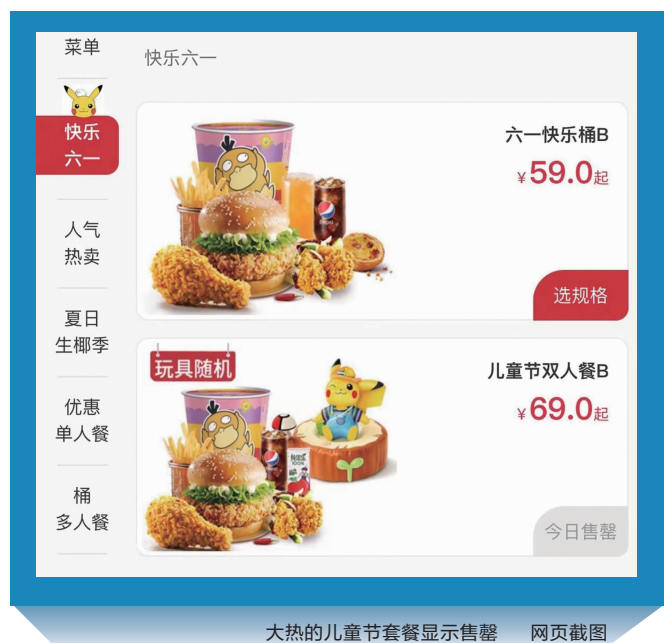 菜单
快乐六一
快乐
六一
人气
热卖
夏日
生椰季
优惠
单人餐
桶
多人餐
六一快乐桶B
¥59.0起
选规格
玩具随机
儿童节双人餐B
¥69.0起
今日售罄
pepsi
大热的儿童节套餐显示售罄 网页截图